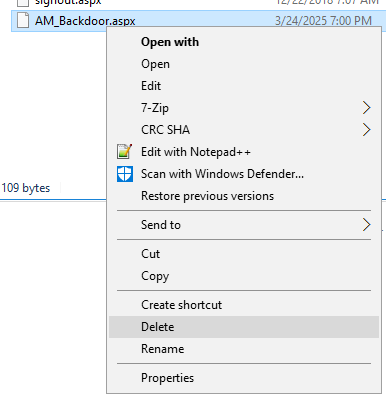 signout.aspx 12/22/2018 7:07 AM
AM_Backdoor.aspx 3/24/2025 7:00 PM
Open with
Open
Edit
7-Zip
CRC SHA
Edit with Notepad++
Scan with Windows Defender...
Restore previous versions
109 bytes
Send to
Cut
Copy
Create shortcut
Delete
Rename
Properties